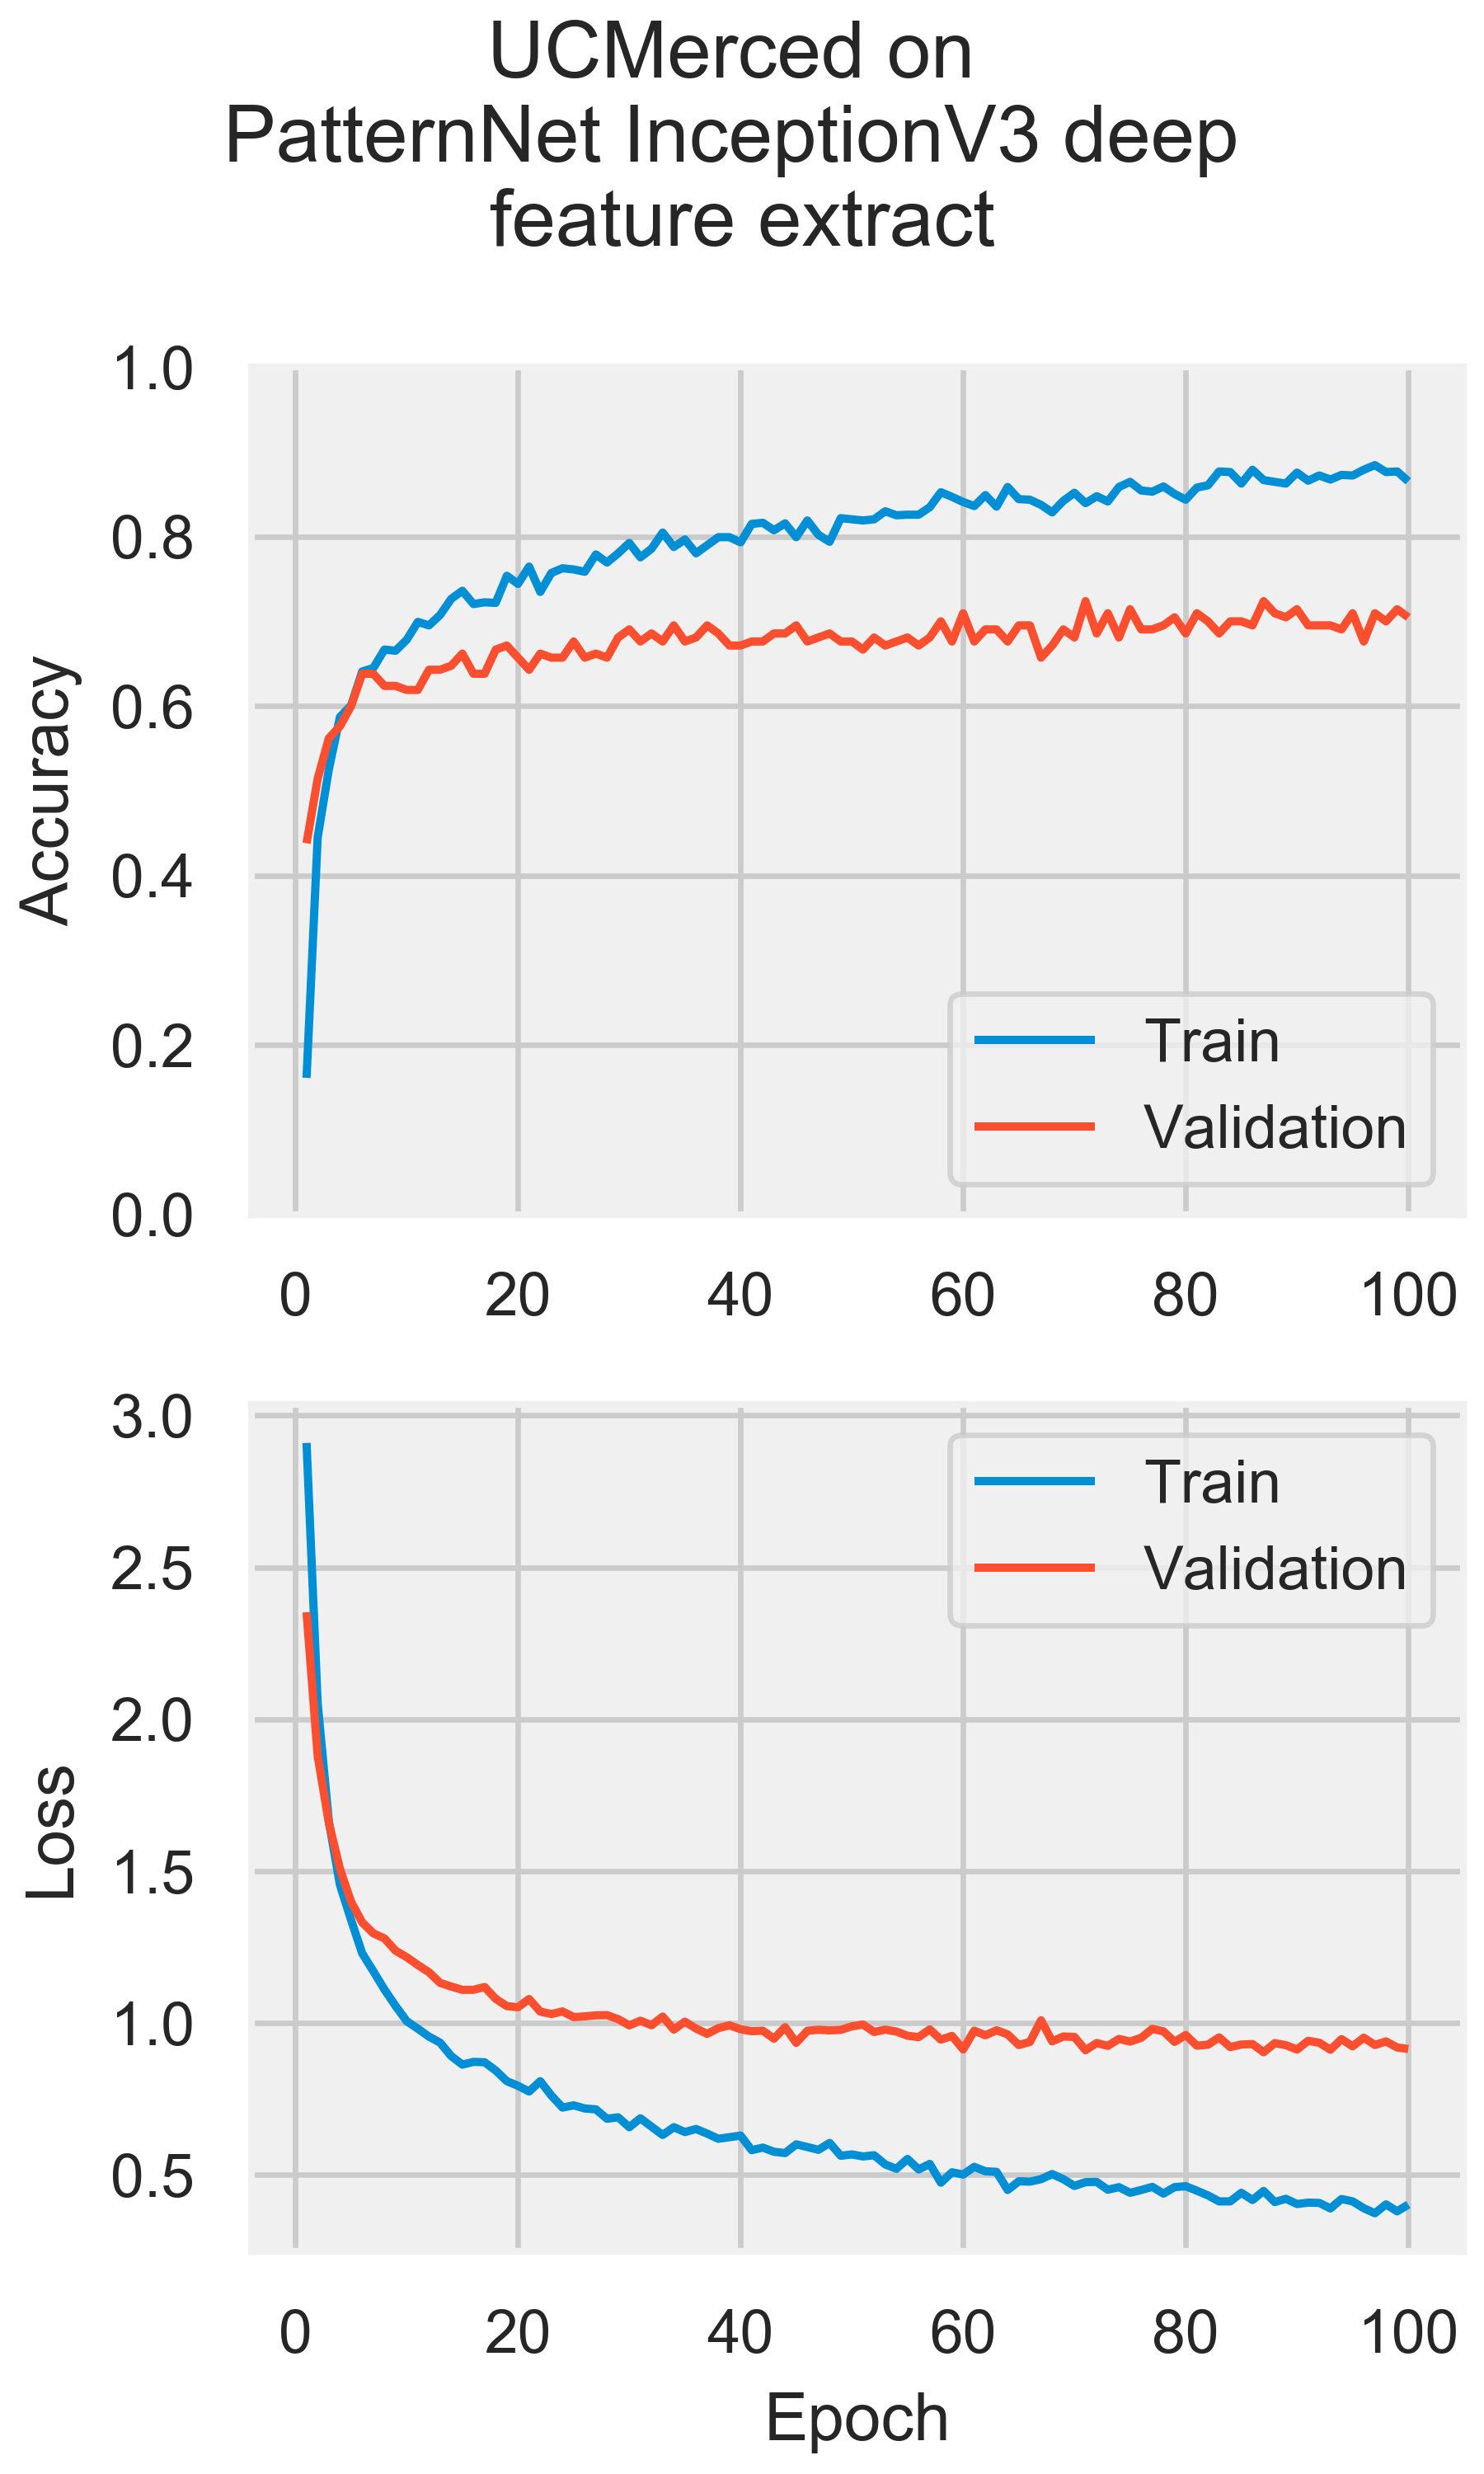 UCMerced on
PatternNet InceptionV3 deep
feature extract
1.0
0.8
0.6
0.4
0.2
0.0
Accuracy
Train
Validation
0 20 40 60 80 100
3.0
2.5
2.0
1.5
1.0
0.5
Loss
Train
Validation
0 20 40 60 80 100
Epoch